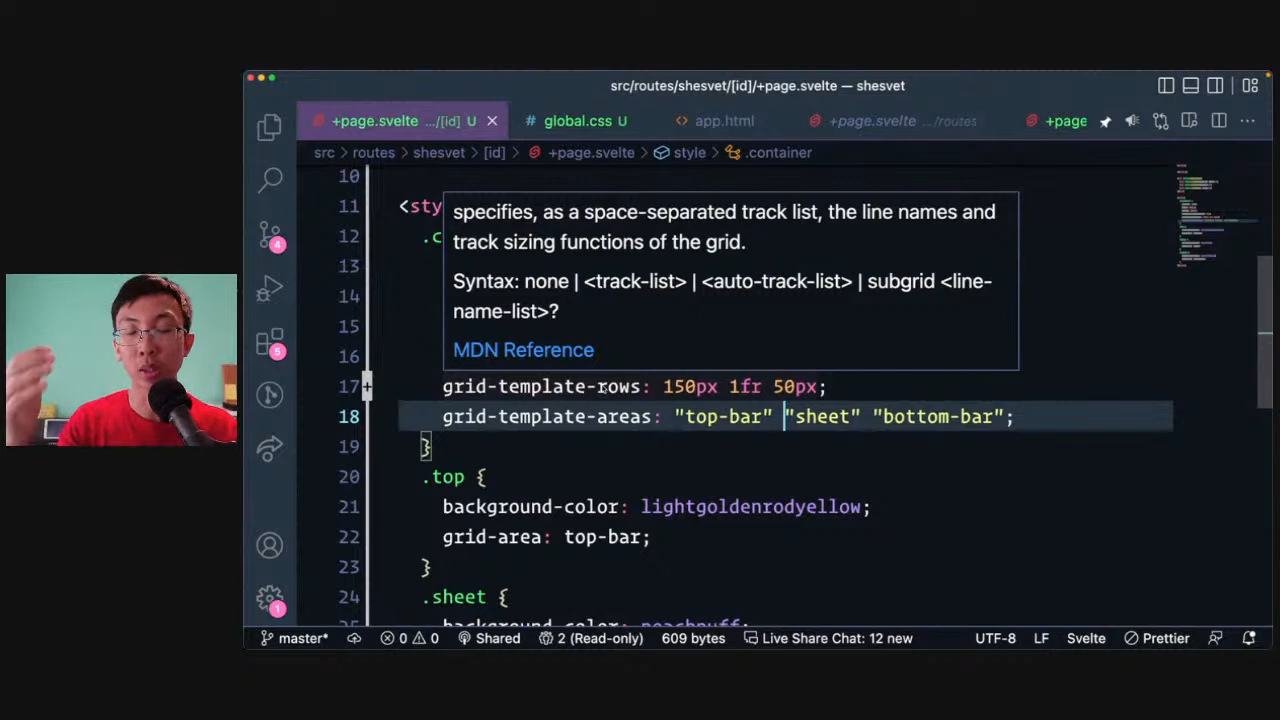 src/routes/shesvet/[id]/+page.svelte — shesvet
+page.svelte .../[id] U
global.css U
app.html
+page.svelte .../routes
+page
src > routes > shesvet > [id] > +page.svelte > style > .container
10
11 <sty
12 .c
13
14
15
16
specifies, as a space-separated track list, the line names and
track sizing functions of the grid.
Syntax: none | <track-list> | <auto-track-list> | subgrid <line-
name-list>?
MDN Reference
17 grid-template-rows: 150px 1fr 50px;
18 grid-template-areas: "top-bar" "sheet" "bottom-bar";
19 }
20 .top {
21 background-color: lightgoldenrodyellow;
22 grid-area: top-bar;
23 }
24 .sheet {
background-color: peachpuff;
4
5
1
master* 0 0 Shared 2 (Read-only) 609 bytes Live Share Chat: 12 new UTF-8 LF Svelte Prettier